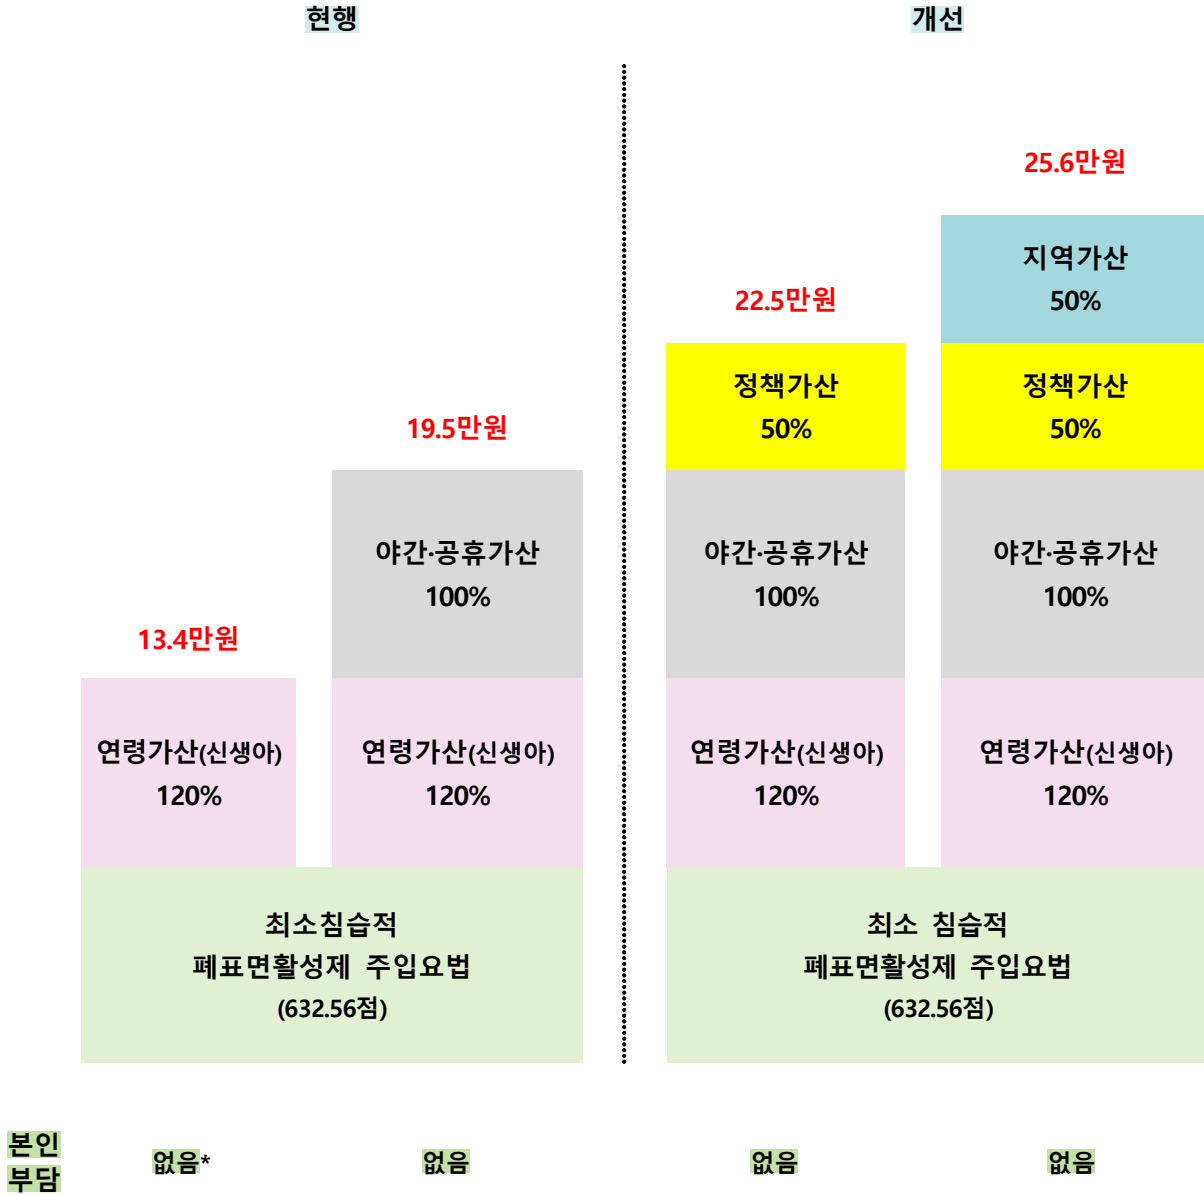 현행
개선
25.6만원
지역가산
50%
22.5만원
정책가산
50%
정책가산
50%
19.5만원
야간·공휴가산
100%
야간·공휴가산
100%
야간·공휴가산
100%
13.4만원
연령가산(신생아)
120%
연령가산(신생아)
120%
연령가산(신생아)
120%
연령가산(신생아)
120%
최소침습적
폐표면활성제 주입요법
(632.56점)
최소 침습적
폐표면활성제 주입요법
(632.56점)
본인
부담
없음*
없음
없음
없음